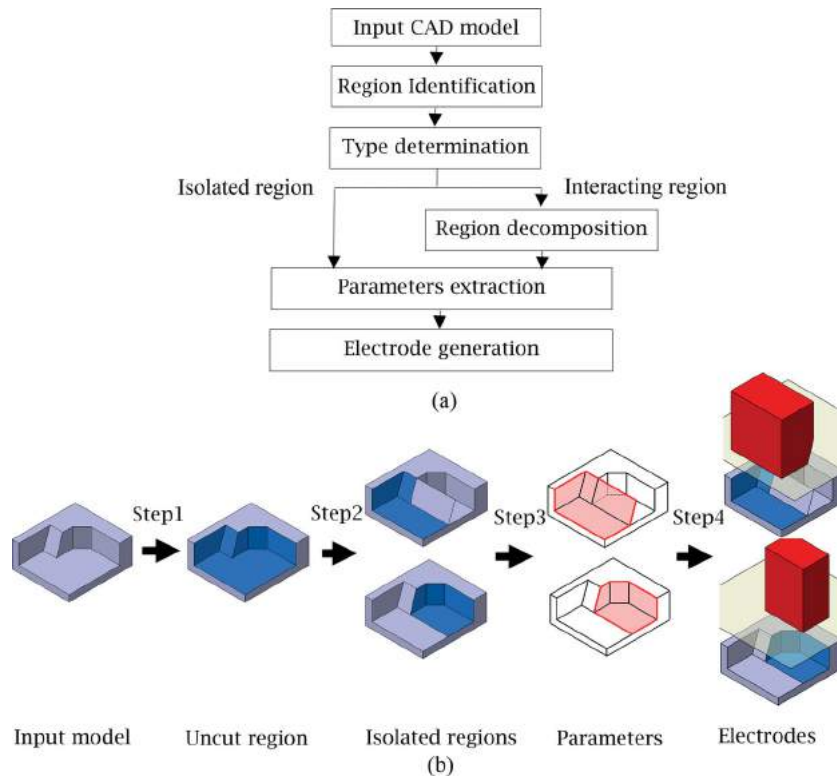 Input CAD model
Region Identification
Type determination
Isolated region
Interacting region
Region decomposition
Parameters extraction
Electrode generation
(a)
Step1
Step2
Step3
Step4
Input model
Uncut region
Isolated regions
Parameters
Electrodes
(b)